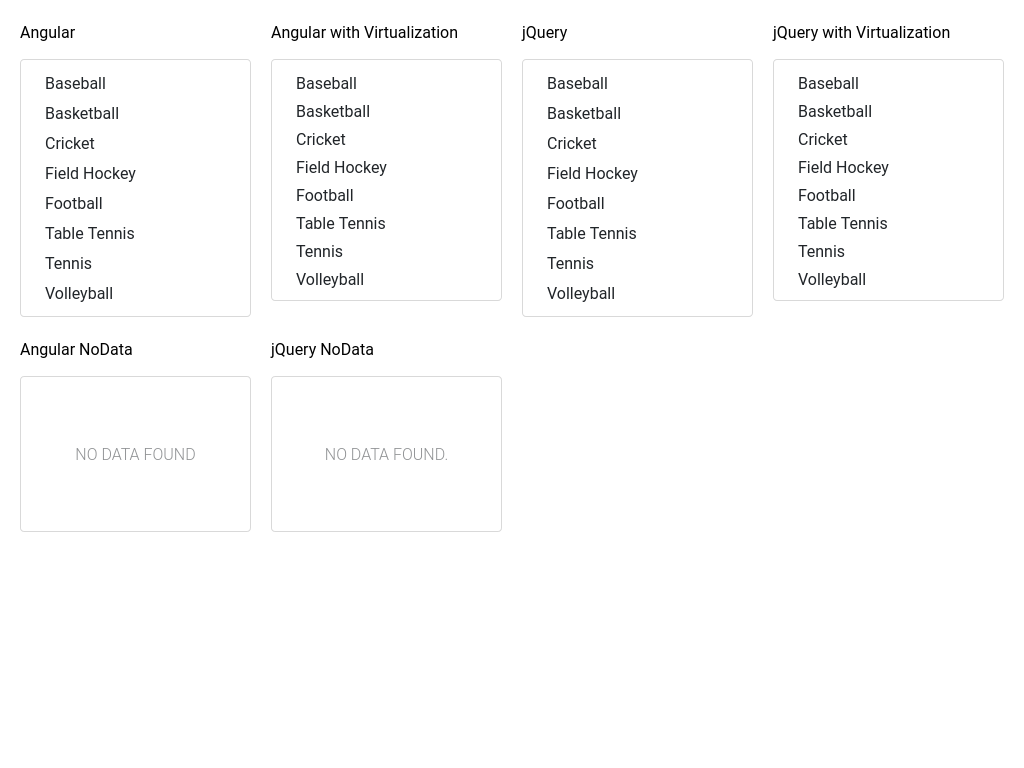 Angular
Baseball
Basketball
Cricket
Field Hockey
Football
Table Tennis
Tennis
Volleyball
Angular with Virtualization
Baseball
Basketball
Cricket
Field Hockey
Football
Table Tennis
Tennis
Volleyball
jQuery
Baseball
Basketball
Cricket
Field Hockey
Football
Table Tennis
Tennis
Volleyball
jQuery with Virtualization
Baseball
Basketball
Cricket
Field Hockey
Football
Table Tennis
Tennis
Volleyball
Angular NoData
NO DATA FOUND
jQuery NoData
NO DATA FOUND.